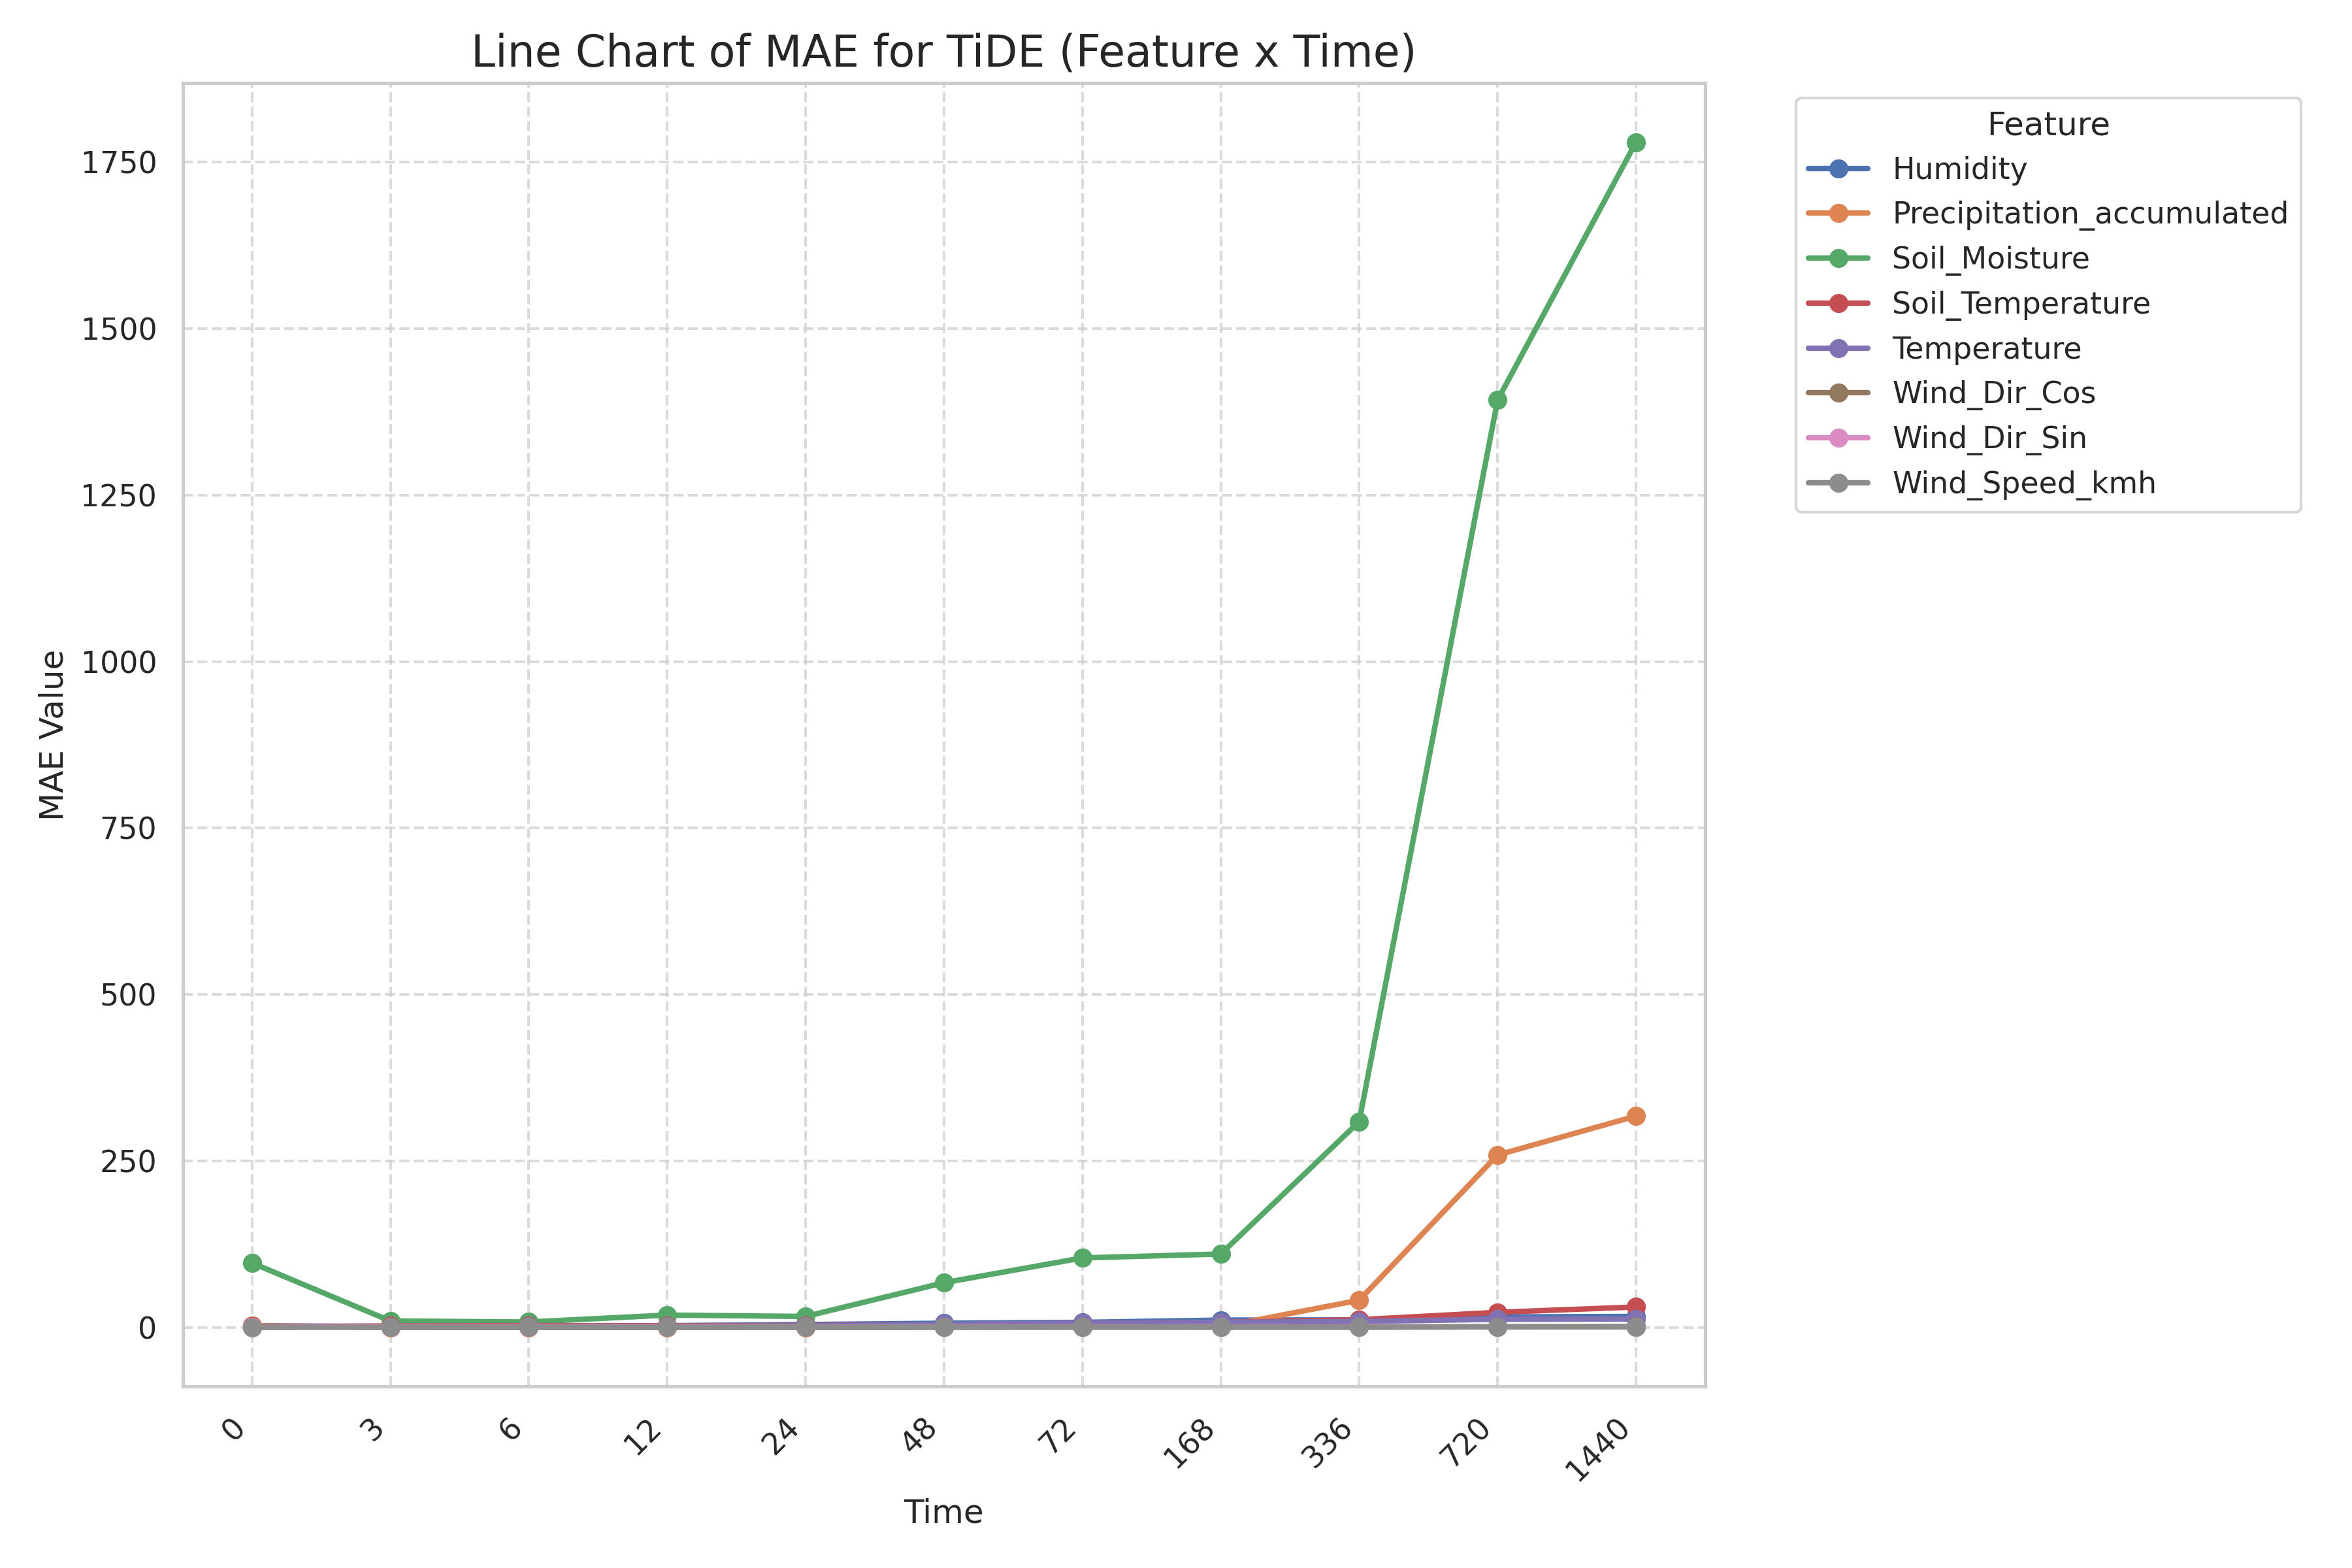 Line Chart of MAE for TiDE (Feature x Time)
Feature
Humidity
Precipitation_accumulated
Soil_Moisture
Soil_Temperature
Temperature
Wind_Dir_Cos
Wind_Dir_Sin
Wind_Speed_kmh
MAE Value
1750
1500
1250
1000
750
500
250
0
0
3
6
12
24
48
72
168
336
720
1440
Time